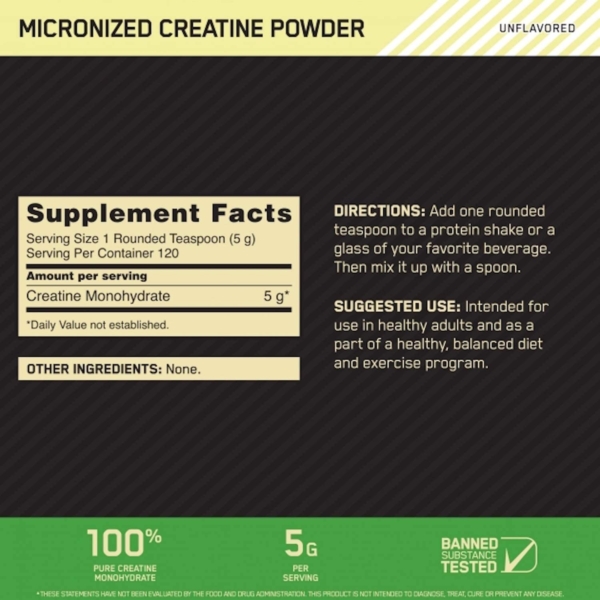 MICRONIZED CREATINE POWDER
UNFLAVORED
Supplement Facts
Serving Size 1 Rounded Teaspoon (5 g)
Serving Per Container 120
Amount per serving
Creatine Monohydrate 5 g*
*Daily Value not established.
OTHER INGREDIENTS: None.
DIRECTIONS: Add one rounded
teaspoon to a protein shake or a
glass of your favorite beverage.
Then mix it up with a spoon.
SUGGESTED USE: Intended for
use in healthy adults and as a
part of a healthy, balanced diet
and exercise program.
100%
PURE CREATINE
MONOHYDRATE
5G
PER
SERVING
BANNED
SUBSTANCE
TESTED
*THESE STATEMENTS HAVE NOT BEEN EVALUATED BY THE FOOD AND DRUG ADMINISTRATION. THIS PRODUCT IS NOT INTENDED TO DIAGNOSE, TREAT, CURE OR PREVENT ANY DISEASE.